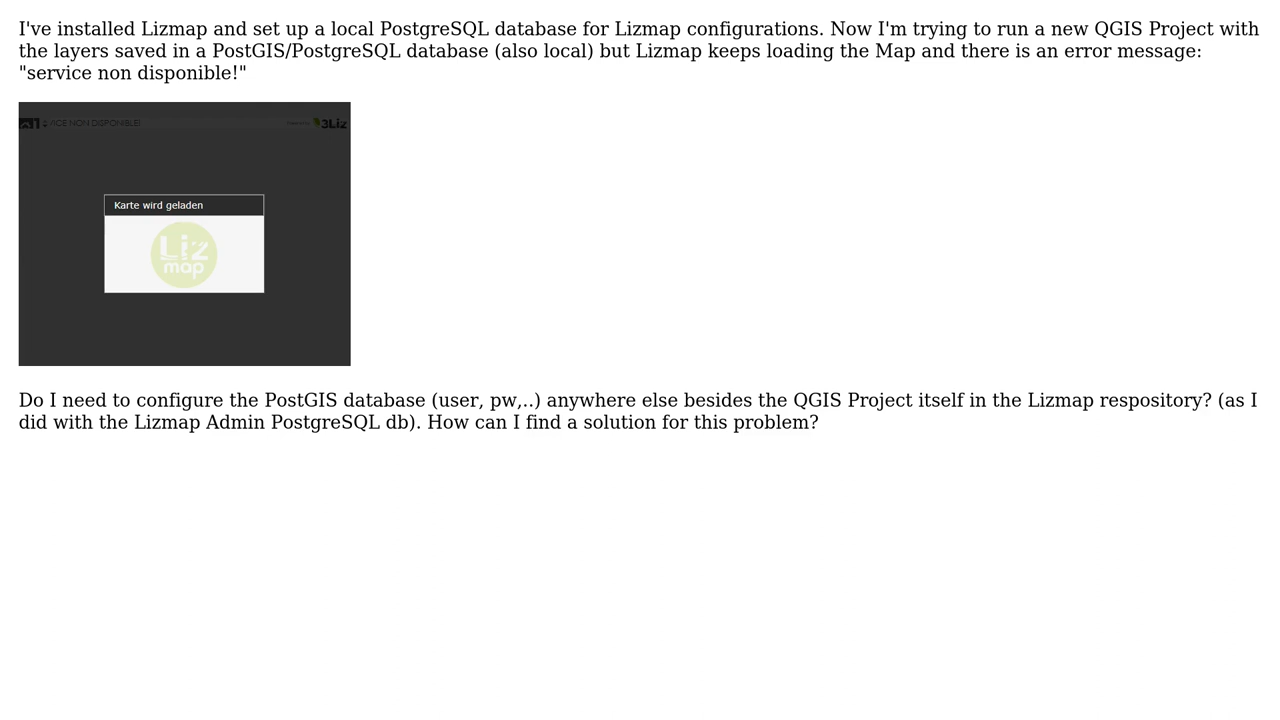 I've installed Lizmap and set up a local PostgreSQL database for Lizmap configurations. Now I'm trying to run a new QGIS Project with
the layers saved in a PostGIS/PostgreSQL database (also local) but Lizmap keeps loading the Map and there is an error message:
"service non disponible!"
VICE NON DISPONIBLE!
3Liz
Karte wird geladen
Liz
map
Do I need to configure the PostGIS database (user, pw,..) anywhere else besides the QGIS Project itself in the Lizmap respository? (as I
did with the Lizmap Admin PostgreSQL db). How can I find a solution for this problem?